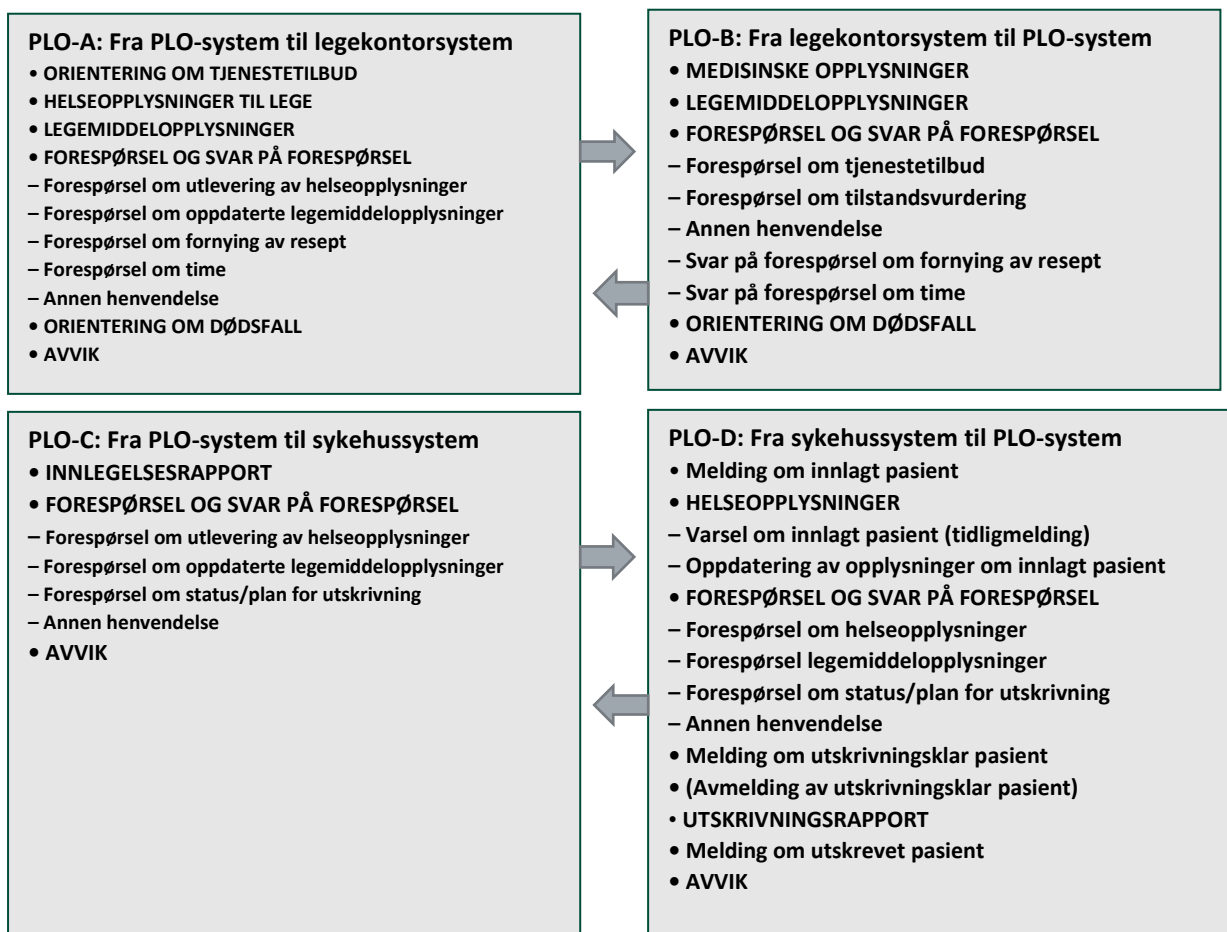 PLO-A: Fra PLO-system til legekontorsystem
• ORIENTERING OM TJENESTETILBUD
• HELSEOPPLYSNINGER TIL LEGE
• LEGEMIDDELOPPLYSNINGER
• FORESPØRSEL OG SVAR PÅ FORESPØRSEL
– Forespørsel om utlevering av helseopplysninger
– Forespørsel om oppdaterte legemiddelopplysninger
– Forespørsel om fornying av resept
– Forespørsel om time
– Annen henvendelse
• ORIENTERING OM DØDSFALL
• AVVIK
PLO-B: Fra legekontorsystem til PLO-system
• MEDISINSKE OPPLYSNINGER
• LEGEMIDDELOPPLYSNINGER
• FORESPØRSEL OG SVAR PÅ FORESPØRSEL
– Forespørsel om tjenestetilbud
– Forespørsel om tilstandsvurdering
– Annen henvendelse
– Svar på forespørsel om fornying av resept
– Svar på forespørsel om time
• ORIENTERING OM DØDSFALL
• AVVIK
PLO-C: Fra PLO-system til sykehussystem
• INNLEGELSESRAPPORT
• FORESPØRSEL OG SVAR PÅ FORESPØRSEL
– Forespørsel om utlevering av helseopplysninger
– Forespørsel om oppdaterte legemiddelopplysninger
– Forespørsel om status/plan for utskrivning
– Annen henvendelse
• AVVIK
PLO-D: Fra sykehussystem til PLO-system
• Melding om innlagt pasient
• HELSEOPPLYSNINGER
– Varsel om innlagt pasient (tidligmelding)
– Oppdatering av opplysninger om innlagt pasient
• FORESPØRSEL OG SVAR PÅ FORESPØRSEL
– Forespørsel om helseopplysninger
– Forespørsel legemiddelopplysninger
– Forespørsel om status/plan for utskrivning
– Annen henvendelse
• Melding om utskrivningsklar pasient
• (Avmelding av utskrivningsklar pasient)
• UTSKRIVNINGSRAPPORT
• Melding om utskrevet pasient
• AVVIK